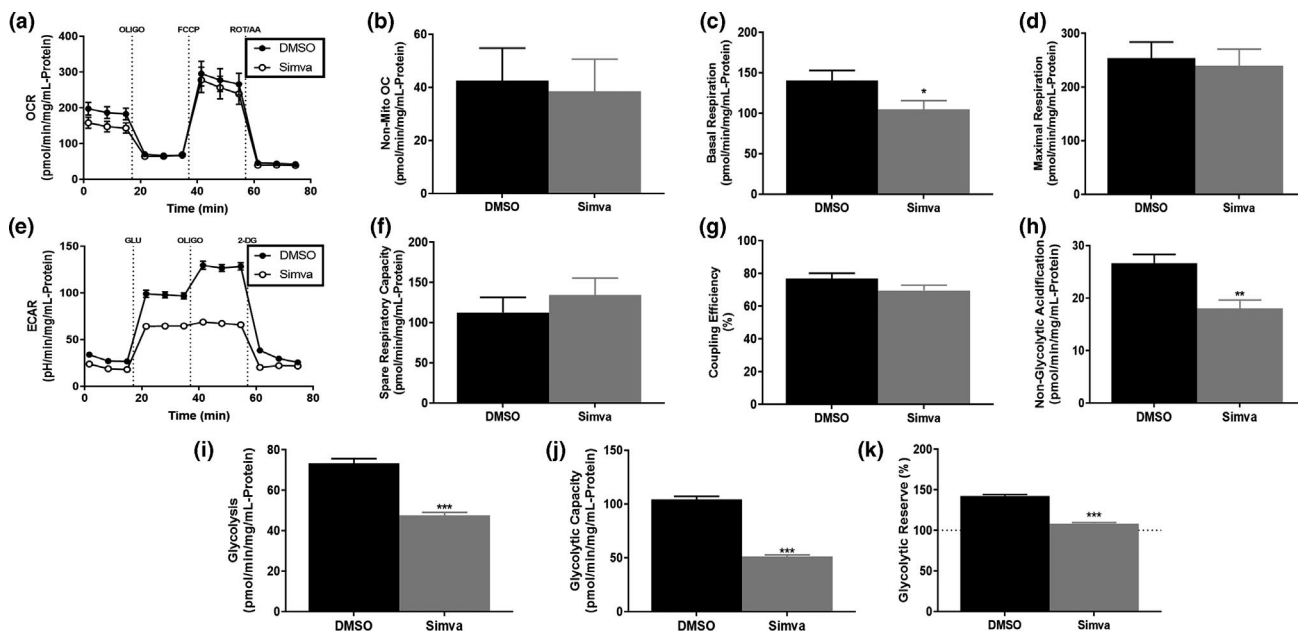 (a)
OLIGO FCCP ROT/AA
DMSO
Simva
OCR
(pmol/min/mg/mL-Protein)
400
300
200
100
0
0 20 40 60 80
Time (min)
(b)
Non-Mito OC
(pmol/min/mg/mL-Protein)
60
40
20
0
DMSO Simva
(c)
Basal Respiration
(pmol/min/mg/mL-Protein)
200
150
100
50
0
*
DMSO Simva
(d)
Maximal Respiration
(pmol/min/mg/mL-Protein)
300
200
100
0
DMSO Simva
(e)
GLU OLIGO 2-DG
DMSO
Simva
ECAR
(pH/min/mg/mL-Protein)
150
100
50
0
0 20 40 60 80
Time (min)
(f)
Spare Respiratory Capacity
(pmol/min/mg/mL-Protein)
200
150
100
50
0
DMSO Simva
(g)
Coupling Efficiency
(%)
100
80
60
40
20
0
DMSO Simva
(h)
Non-Glycolytic Acidification
(pmol/min/mg/mL-Protein)
30
20
10
0
**
DMSO Simva
(i)
Glycolysis
(pmol/min/mg/mL-Protein)
80
60
40
20
0
***
DMSO Simva
(j)
Glycolytic Capacity
(pmol/min/mg/mL-Protein)
150
100
50
0
***
DMSO Simva
(k)
Glycolytic Reserve (%)
200
150
100
50
0
***
DMSO Simva